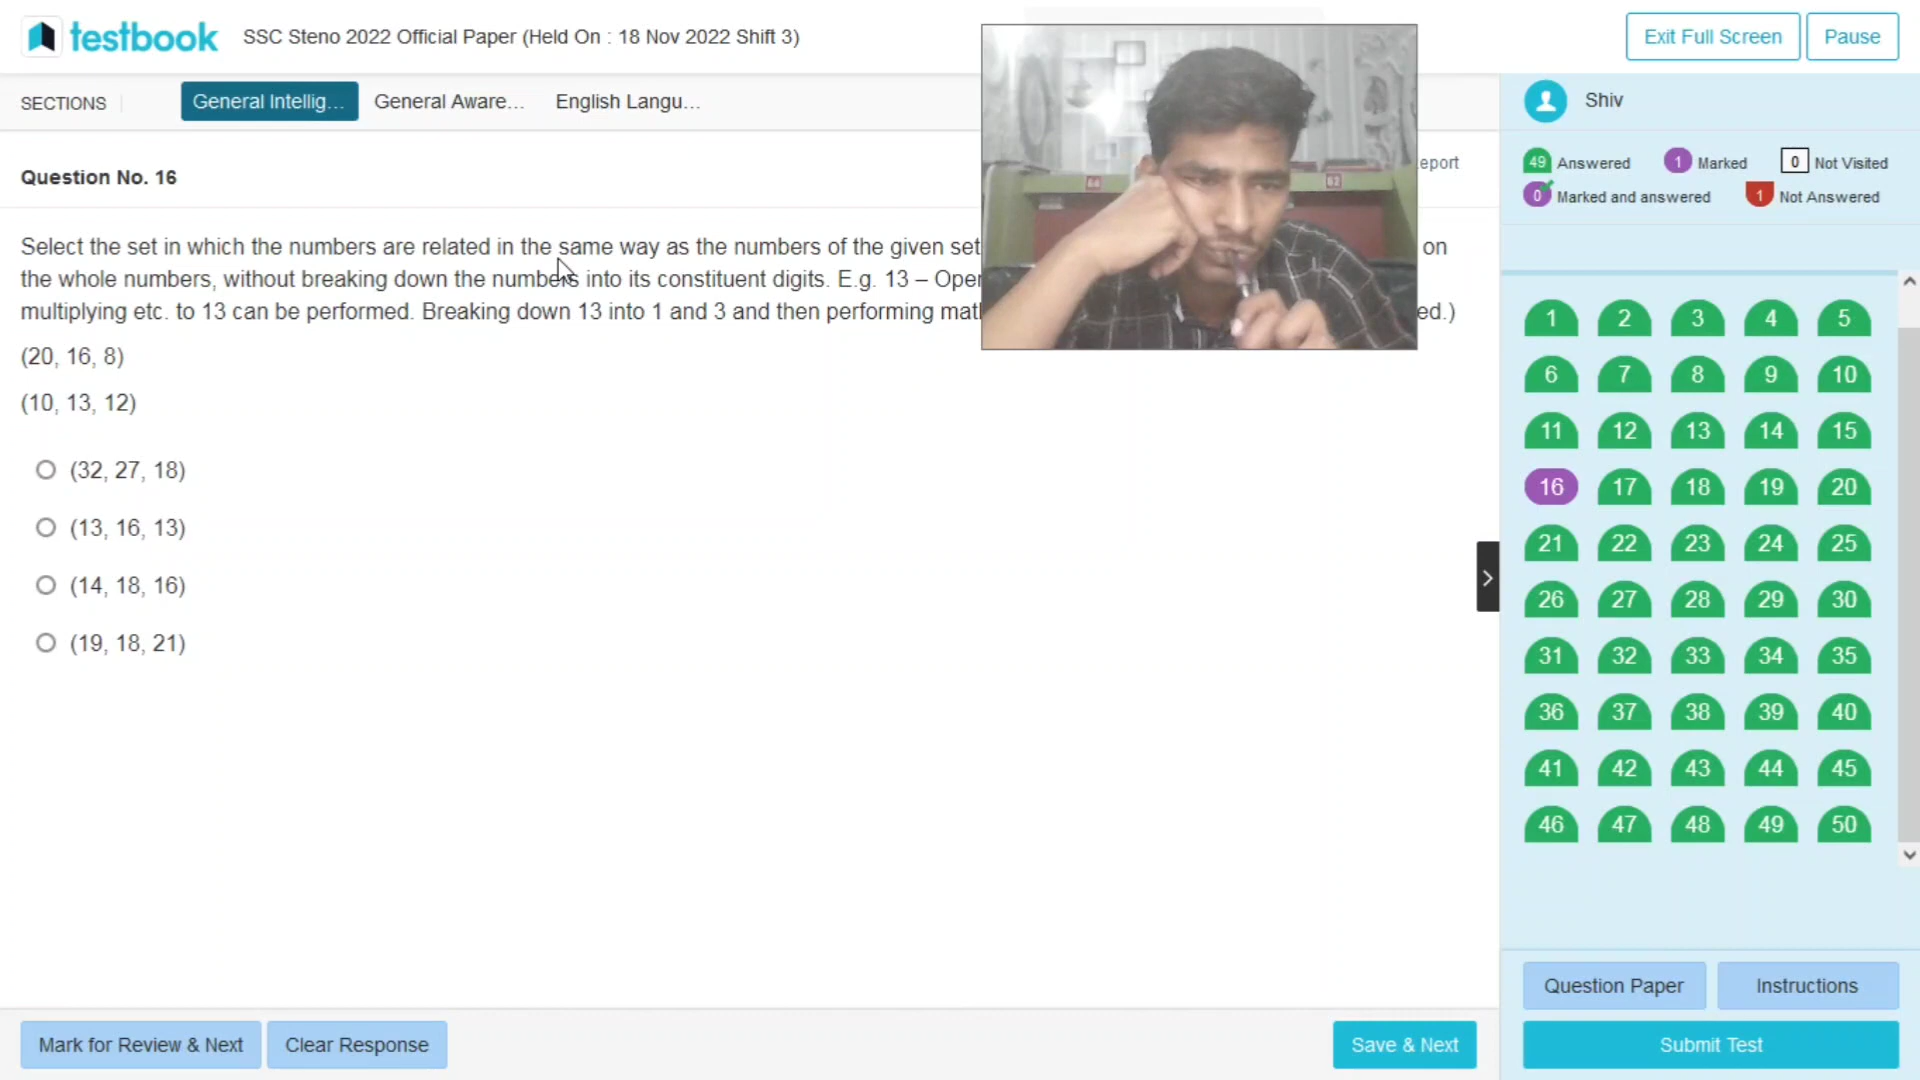 testbook
SSC Steno 2022 Official Paper (Held On : 18 Nov 2022 Shift 3)
Exit Full Screen
Pause
SECTIONS
General Intellig...
General Aware...
English Langu...
Shiv
49 Answered
1 Marked
0 Not Visited
0 Marked and answered
1 Not Answered
Question No. 16
eport
Select the set in which the numbers are related in the same way as the numbers of the given set on
the whole numbers, without breaking down the numbers into its constituent digits. E.g. 13 – Oper
multiplying etc. to 13 can be performed. Breaking down 13 into 1 and 3 and then performing mat ed.)
(20, 16, 8)
(10, 13, 12)
(32, 27, 18)
(13, 16, 13)
(14, 18, 16)
(19, 18, 21)
64
62
1 2 3 4 5
6 7 8 9 10
11 12 13 14 15
16 17 18 19 20
21 22 23 24 25
26 27 28 29 30
31 32 33 34 35
36 37 38 39 40
41 42 43 44 45
46 47 48 49 50
Question Paper
Instructions
Mark for Review & Next
Clear Response
Save & Next
Submit Test